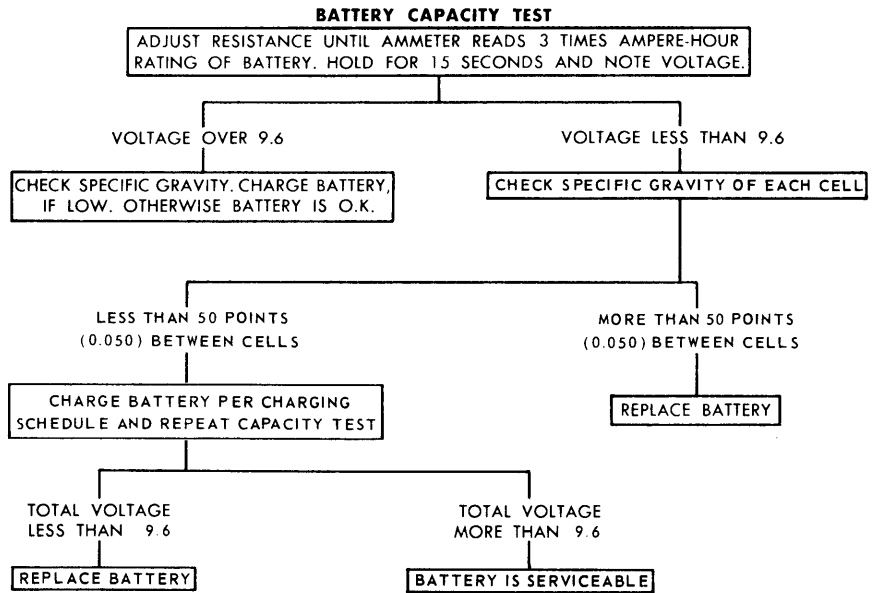 BATTERY CAPACITY TEST
ADJUST RESISTANCE UNTIL AMMETER READS 3 TIMES AMPERE-HOUR
RATING OF BATTERY. HOLD FOR 15 SECONDS AND NOTE VOLTAGE.
VOLTAGE OVER 9.6
VOLTAGE LESS THAN 9.6
CHECK SPECIFIC GRAVITY. CHARGE BATTERY,
IF LOW. OTHERWISE BATTERY IS O.K.
CHECK SPECIFIC GRAVITY OF EACH CELL
LESS THAN 50 POINTS
(0.050) BETWEEN CELLS
MORE THAN 50 POINTS
(0.050) BETWEEN CELLS
CHARGE BATTERY PER CHARGING
SCHEDULE AND REPEAT CAPACITY TEST
REPLACE BATTERY
TOTAL VOLTAGE
LESS THAN 9.6
TOTAL VOLTAGE
MORE THAN 9.6
REPLACE BATTERY
BATTERY IS SERVICEABLE